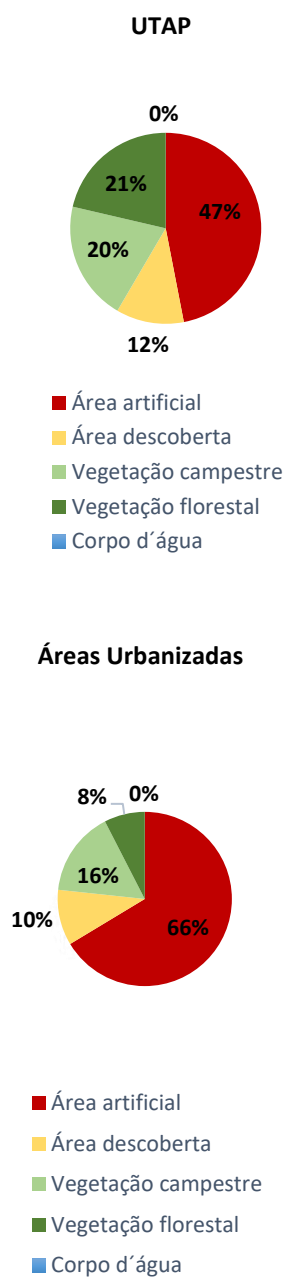 UTAP
0%
21%
47%
20%
12%
Área artificial
Área descoberta
Vegetação campestre
Vegetação florestal
Corpo d´água
Áreas Urbanizadas
8%
0%
16%
10%
66%
Área artificial
Área descoberta
Vegetação campestre
Vegetação florestal
Corpo d´água